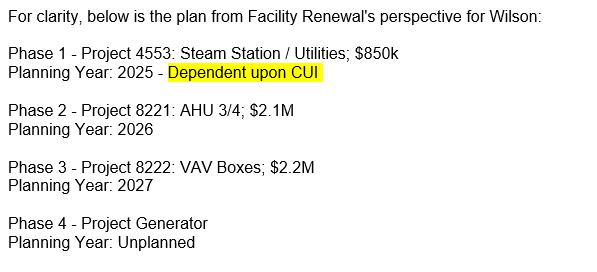 For clarity, below is the plan from Facility Renewal's perspective for Wilson:
Phase 1 - Project 4553: Steam Station / Utilities; $850k
Planning Year: 2025 - Dependent upon CUI
Phase 2 - Project 8221: AHU 3/4; $2.1M
Planning Year: 2026
Phase 3 - Project 8222: VAV Boxes; $2.2M
Planning Year: 2027
Phase 4 - Project Generator
Planning Year: Unplanned